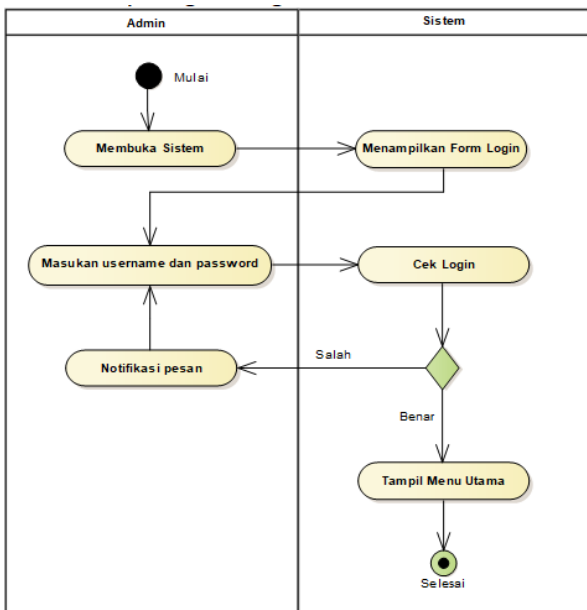 Admin
Sistem
Mulai
Membuka Sistem
Menampilkan Form Login
Masukan username dan password
Cek Login
Salah
Notifikasi pesan
Benar
Tampil Menu Utama
Selesai